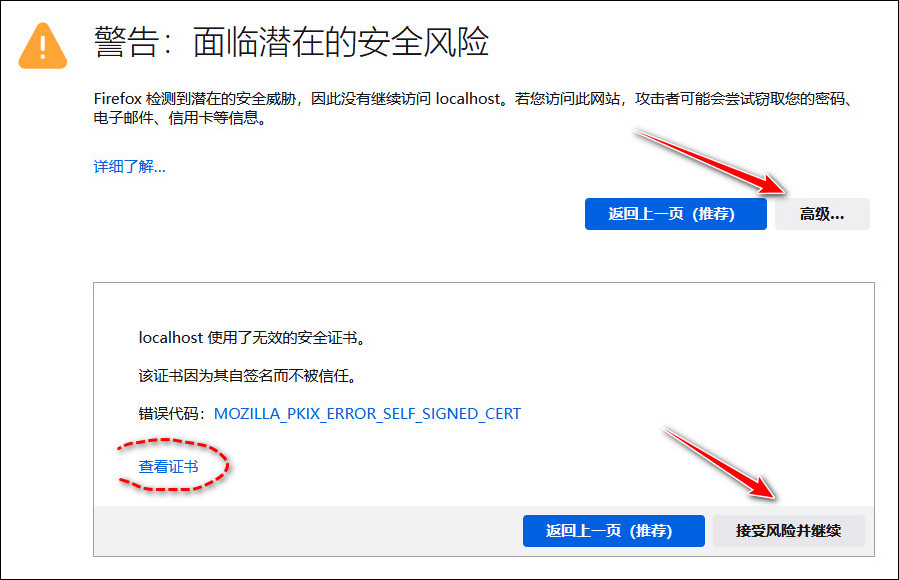 警告：面临潜在的安全风险
Firefox 检测到潜在的安全威胁，因此没有继续访问 localhost。若您访问此网站，攻击者可能会尝试窃取您的密码、
电子邮件、信用卡等信息。
详细了解...
返回上一页（推荐） 高级...
localhost 使用了无效的安全证书。
该证书因为其自签名而不被信任。
错误代码：MOZILLA_PKIX_ERROR_SELF_SIGNED_CERT
查看证书
返回上一页（推荐） 接受风险并继续